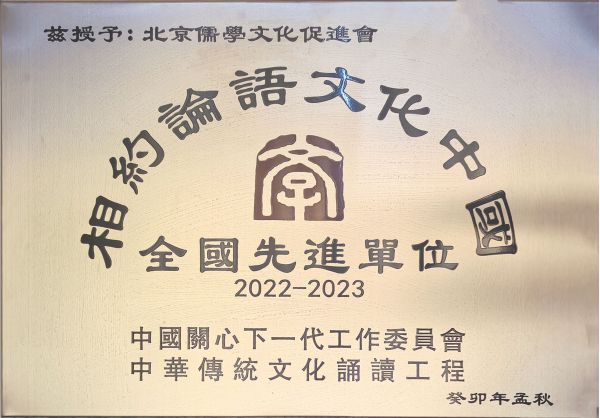 茲授予：北京儒學文化促進會
相約論語文化中國
全國先進單位
2022-2023
中國關心下一代工作委員會
中華傳統文化誦讀工程
癸卯年孟秋